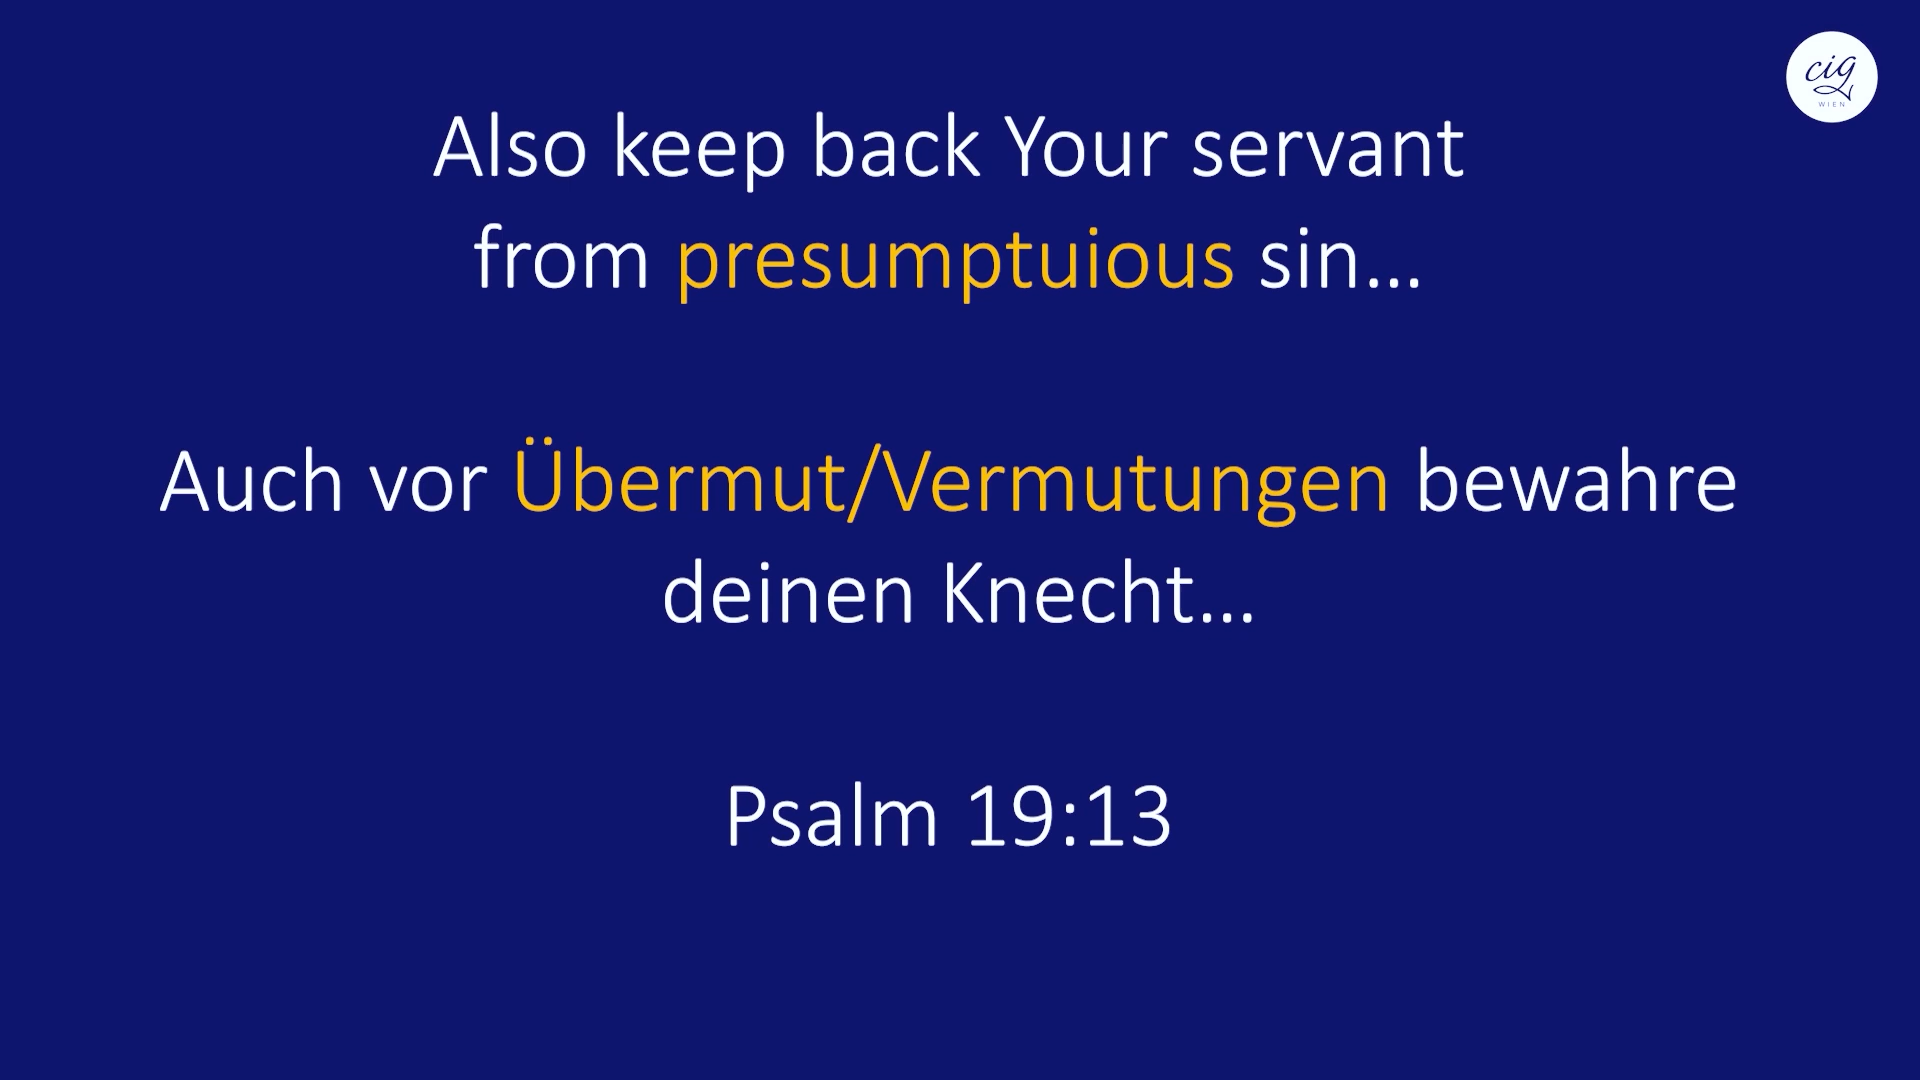 cig
WIEN
Also keep back Your servant
from presumptuious sin...
Auch vor Übermut/Vermutungen bewahre
deinen Knecht...
Psalm 19:13